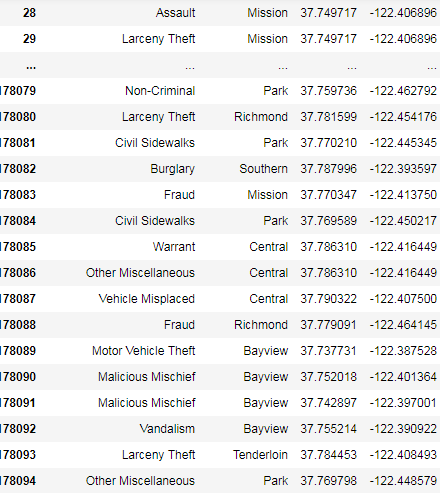 28 Assault Mission 37.749717 -122.406896
29 Larceny Theft Mission 37.749717 -122.406896
... ... ... ... ...
178079 Non-Criminal Park 37.759736 -122.462792
178080 Larceny Theft Richmond 37.781599 -122.454176
178081 Civil Sidewalks Park 37.770210 -122.445345
178082 Burglary Southern 37.787996 -122.393597
178083 Fraud Mission 37.770347 -122.413750
178084 Civil Sidewalks Park 37.769589 -122.450217
178085 Warrant Central 37.786310 -122.416449
178086 Other Miscellaneous Central 37.786310 -122.416449
178087 Vehicle Misplaced Central 37.790322 -122.407500
178088 Fraud Richmond 37.779091 -122.464145
178089 Motor Vehicle Theft Bayview 37.737731 -122.387528
178090 Malicious Mischief Bayview 37.752018 -122.401364
178091 Malicious Mischief Bayview 37.742897 -122.397001
178092 Vandalism Bayview 37.755214 -122.390922
178093 Larceny Theft Tenderloin 37.784453 -122.408493
178094 Other Miscellaneous Park 37.769798 -122.448579